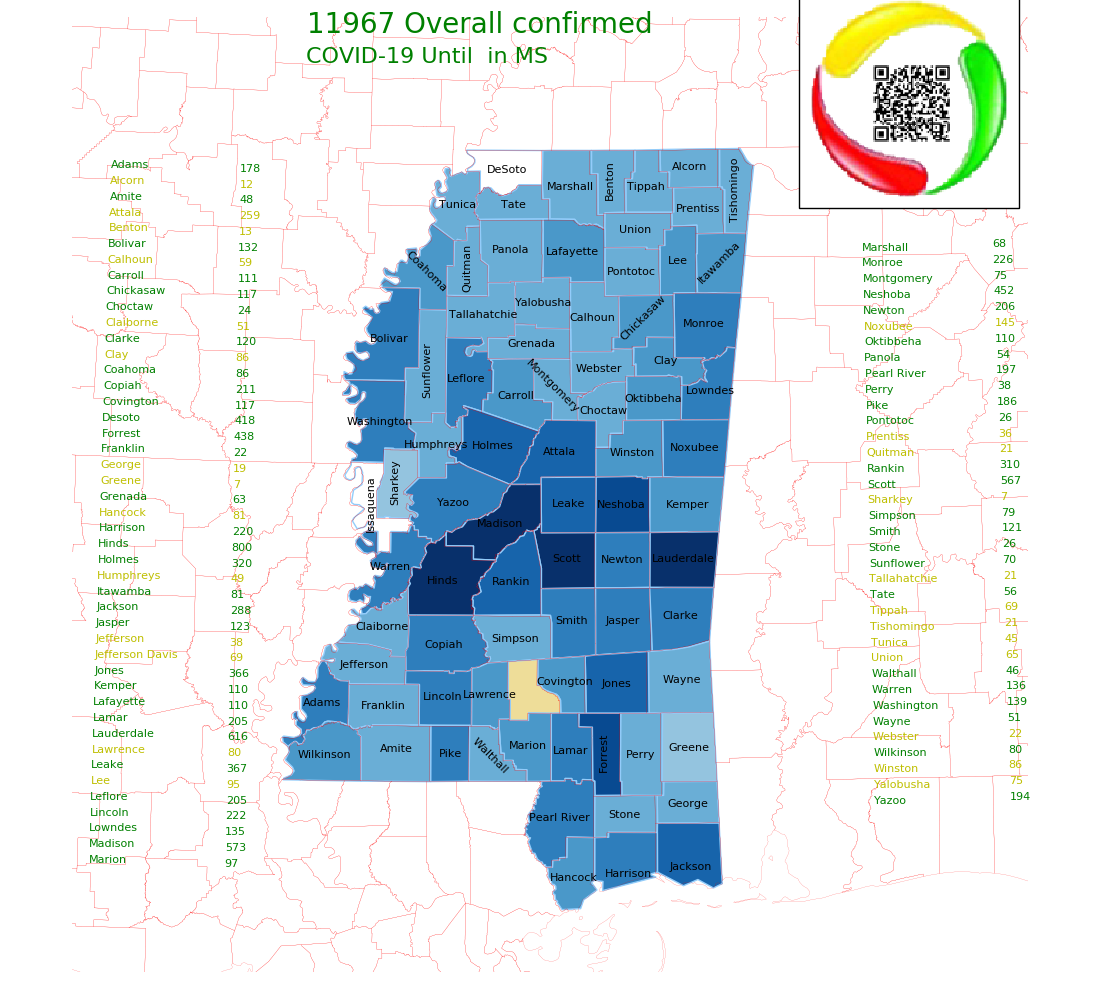 11967 Overall confirmed
COVID-19 Until  in MS
Adams 178
Alcorn 12
Amite 48
Attala 259
Benton 13
Bolivar 132
Calhoun 59
Carroll 111
Chickasaw 117
Choctaw 24
Claiborne 51
Clarke 120
Clay 86
Coahoma 86
Copiah 211
Covington 117
Desoto 418
Forrest 438
Franklin 22
George 19
Greene 7
Grenada 63
Hancock 81
Harrison 220
Hinds 800
Holmes 320
Humphreys 49
Itawamba 81
Jackson 288
Jasper 123
Jefferson 38
Jefferson Davis 69
Jones 366
Kemper 110
Lafayette 110
Lamar 205
Lauderdale 616
Lawrence 80
Leake 367
Lee 95
Leflore 205
Lincoln 222
Lowndes 135
Madison 573
Marion 97
DeSoto
Marshall
Benton
Tippah
Alcorn
Tishomingo
Tunica
Tate
Prentiss
Union
Panola
Lafayette
Coahoma
Quitman
Pontotoc
Lee
Itawamba
Yalobusha
Tallahatchie
Calhoun
Chickasaw
Monroe
Bolivar
Grenada
Sunflower
Leflore
Webster
Clay
Montgomery
Carroll
Oktibbeha
Lowndes
Choctaw
Washington
Humphreys
Holmes
Attala
Winston
Noxubee
Sharkey
Issaquena
Yazoo
Leake
Neshoba
Kemper
Madison
Warren
Hinds
Rankin
Scott
Newton
Lauderdale
Claiborne
Smith
Jasper
Clarke
Copiah
Simpson
Jefferson
Covington
Jones
Wayne
Adams
Franklin
Lincoln
Lawrence
Wilkinson
Amite
Pike
Walthall
Marion
Lamar
Forrest
Perry
Greene
Pearl River
Stone
George
Hancock
Harrison
Jackson
Marshall 68
Monroe 226
Montgomery 75
Neshoba 452
Newton 206
Noxubee 145
Oktibbeha 110
Panola 54
Pearl River 197
Perry 38
Pike 186
Pontotoc 26
Prentiss 36
Quitman 21
Rankin 310
Scott 567
Sharkey 7
Simpson 79
Smith 121
Stone 26
Sunflower 70
Tallahatchie 21
Tate 56
Tippah 69
Tishomingo 21
Tunica 45
Union 65
Walthall 46
Warren 136
Washington 139
Wayne 51
Webster 22
Wilkinson 80
Winston 86
Yalobusha 75
Yazoo 194